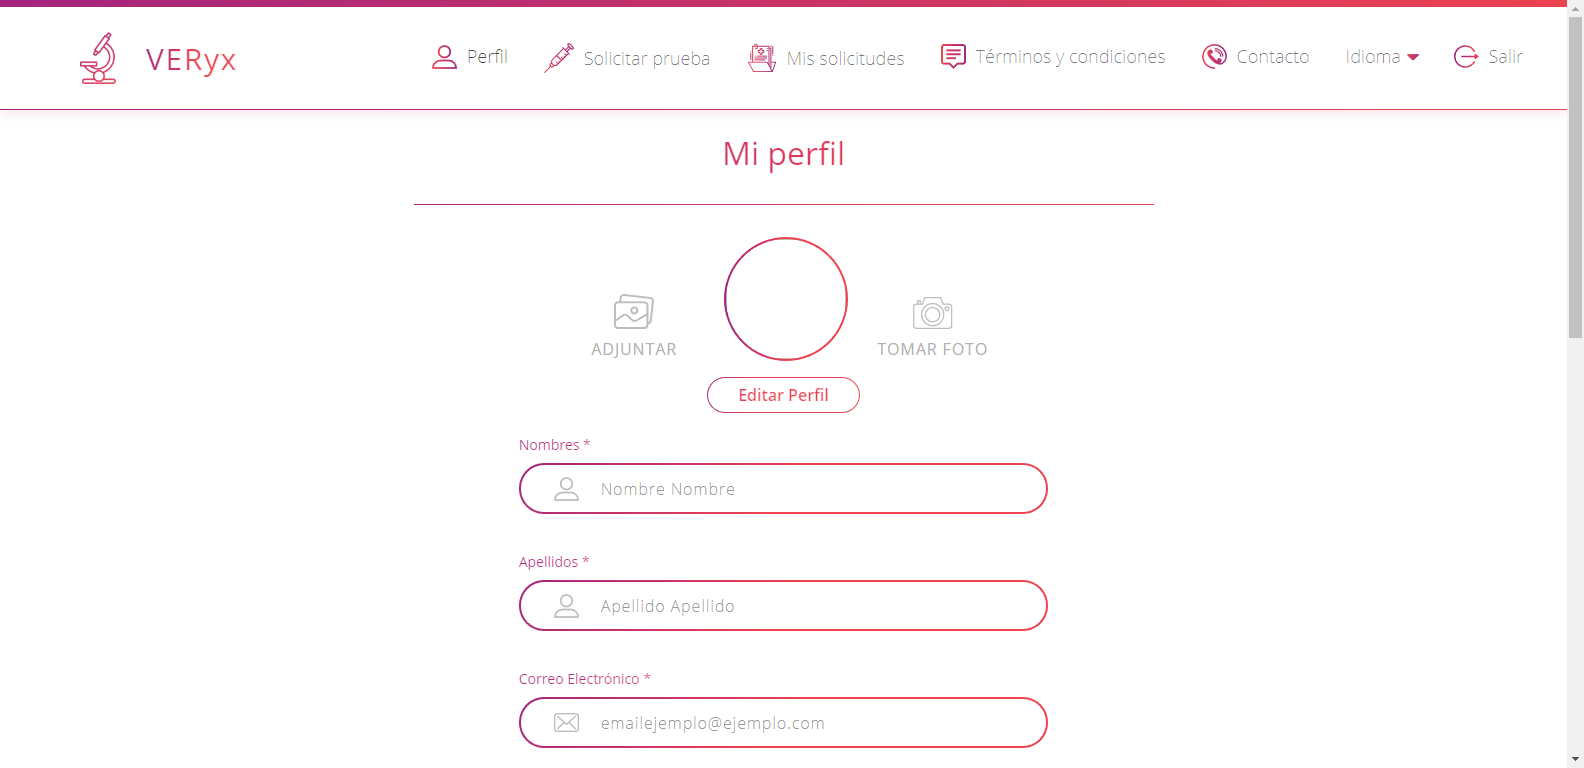 VERyx
Perfil
Solicitar prueba
Mis solicitudes
Términos y condiciones
Contacto
Idioma
Salir
Mi perfil
ADJUNTAR
TOMAR FOTO
Editar Perfil
Nombres *
Nombre Nombre
Apellidos *
Apellido Apellido
Correo Electrónico *
emailejemplo@ejemplo.com